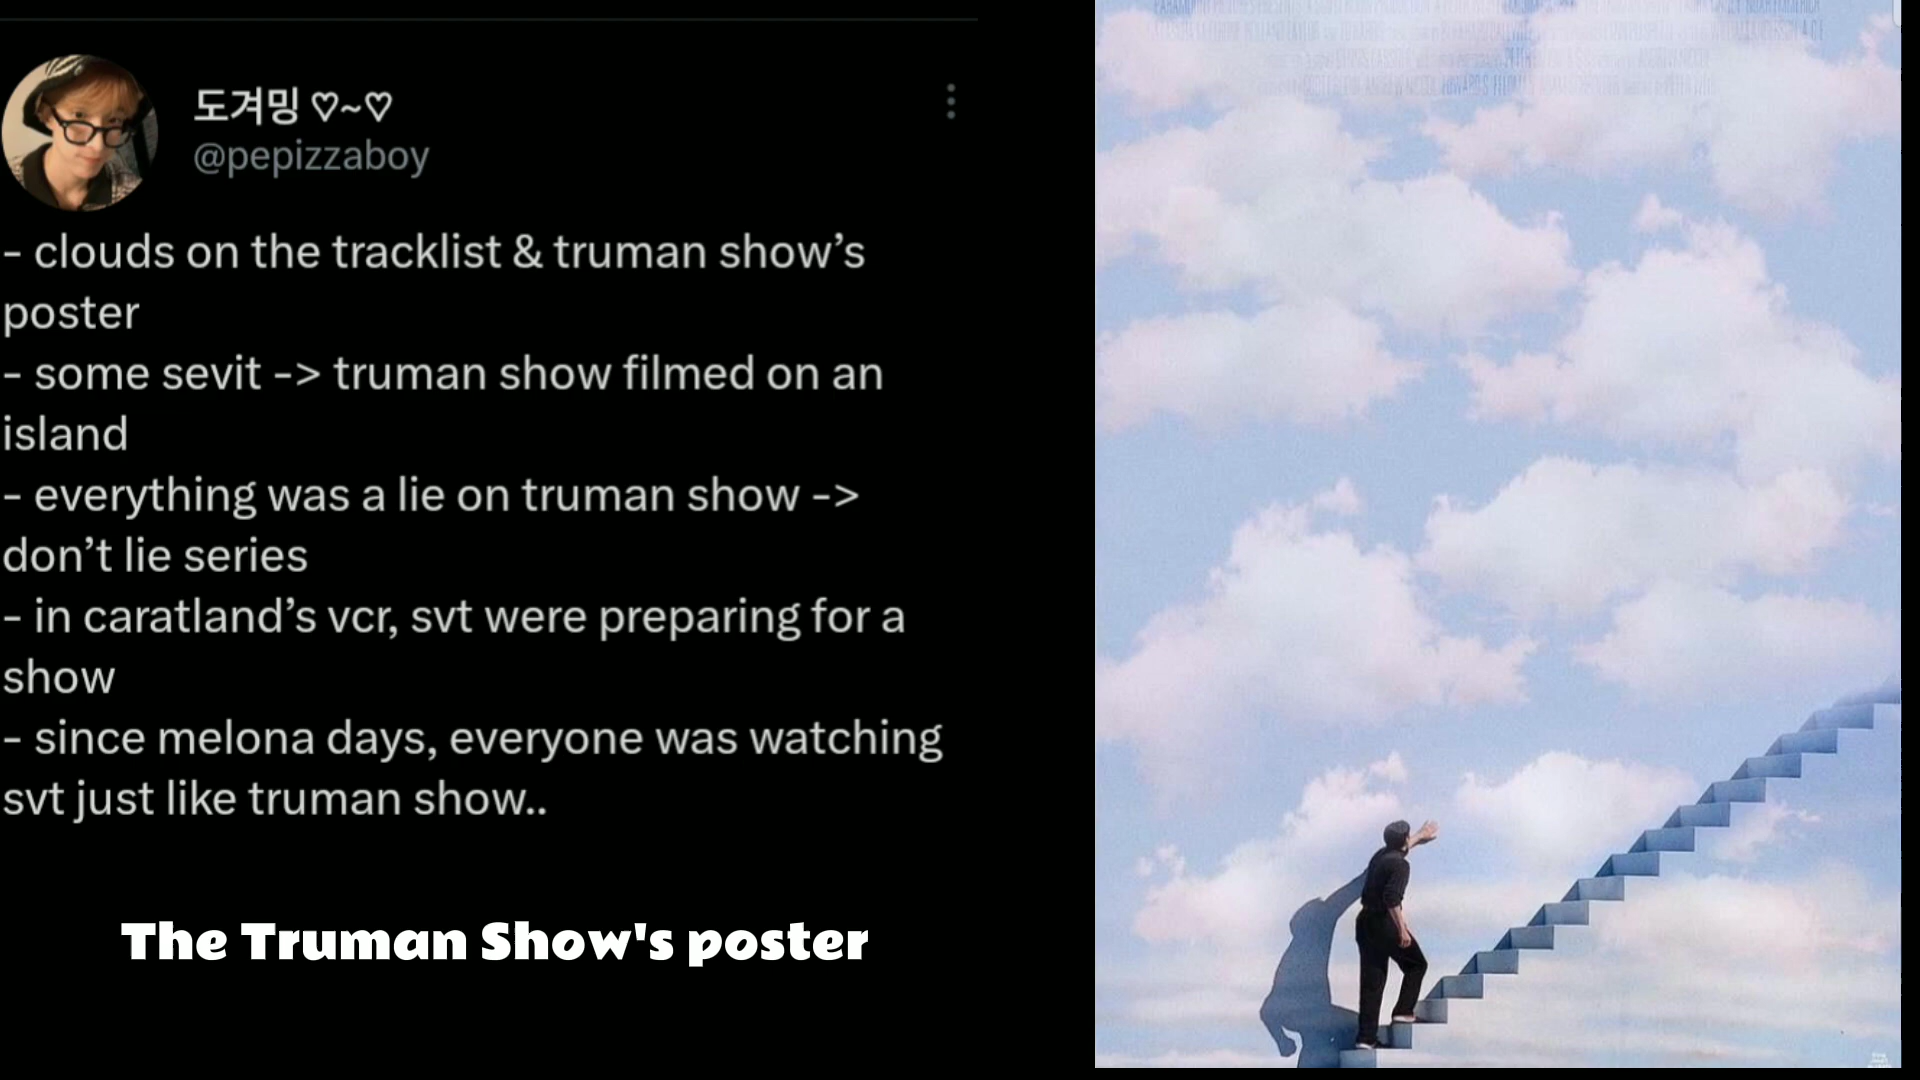 도겨밍 ♡~♡
@pepizzaboy
- clouds on the tracklist & truman show’s
poster
- some sevit -> truman show filmed on an
island
- everything was a lie on truman show ->
don’t lie series
- in caratland’s vcr, svt were preparing for a
show
- since melona days, everyone was watching
svt just like truman show..
The Truman Show's poster